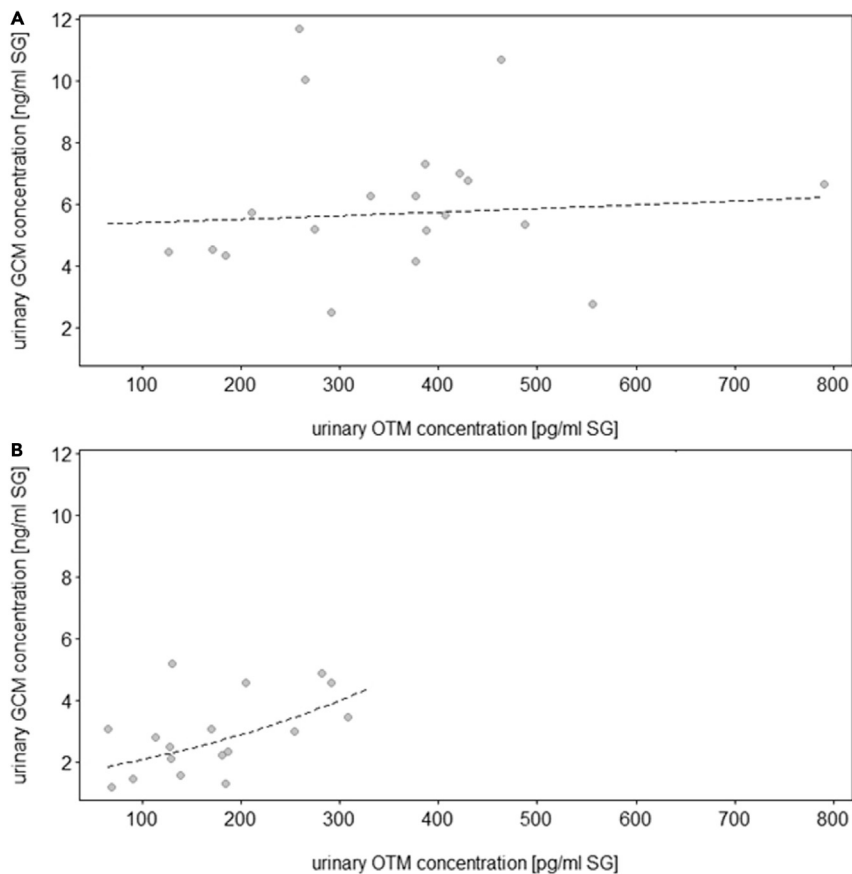 A
urinary GCM concentration [ng/ml SG]
12
10
8
6
4
2
100 200 300 400 500 600 700 800
urinary OTM concentration [pg/ml SG]
B
urinary GCM concentration [ng/ml SG]
12
10
8
6
4
2
100 200 300 400 500 600 700 800
urinary OTM concentration [pg/ml SG]